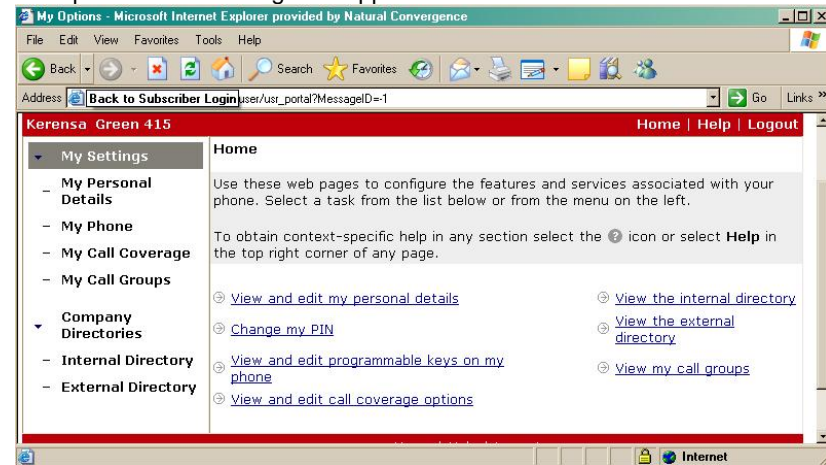 My Options - Microsoft Internet Explorer provided by Natural Convergence
File Edit View Favorites Tools Help
Back Search Favorites
Address Back to Subscriber Login user/usr_portal?MessageID=-1 Go Links »
Kerensa Green 415 Home | Help | Logout
My Settings
My Personal
Details
My Phone
My Call Coverage
My Call Groups
Company
Directories
Internal Directory
External Directory
Home
Use these web pages to configure the features and services associated with your
phone. Select a task from the list below or from the menu on the left.
To obtain context-specific help in any section select the ? icon or select Help in
the top right corner of any page.
View and edit my personal details
Change my PIN
View and edit programmable keys on my
phone
View and edit call coverage options
View the internal directory
View the external
directory
View my call groups
Internet